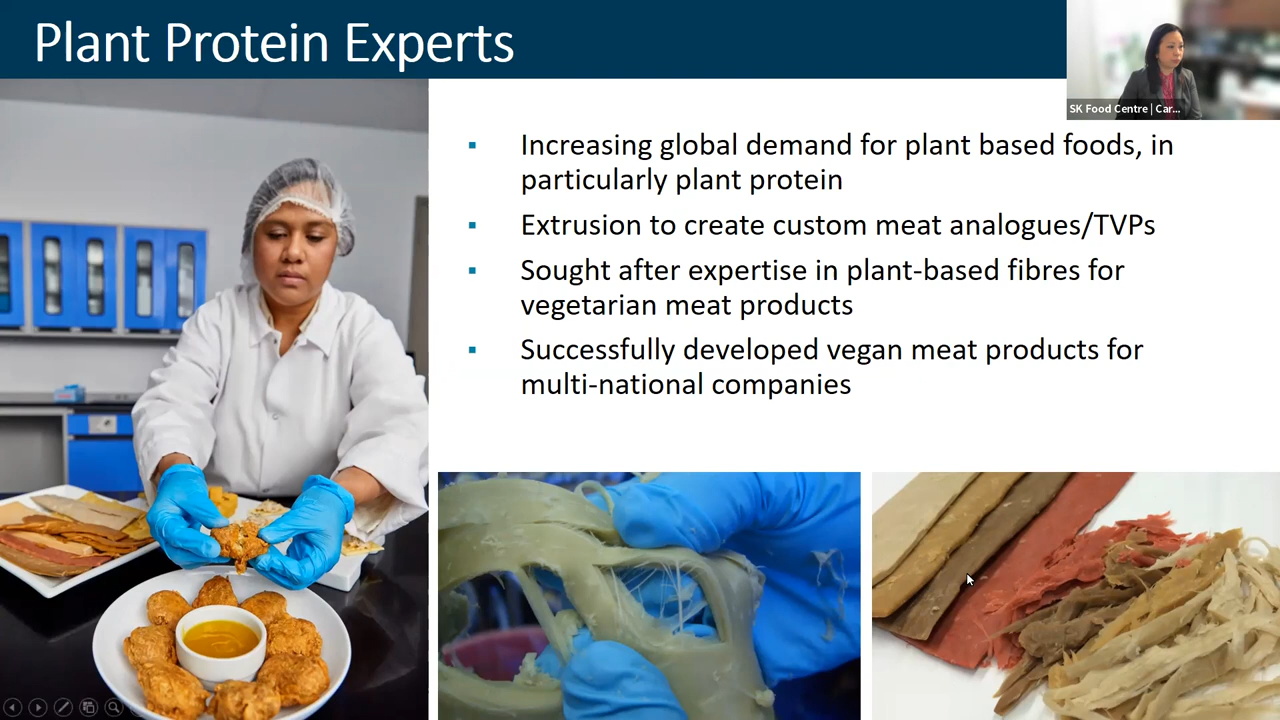 Plant Protein Experts
SK Food Centre | Car...
Increasing global demand for plant based foods, in
particularly plant protein
Extrusion to create custom meat analogues/TVPs
Sought after expertise in plant-based fibres for
vegetarian meat products
Successfully developed vegan meat products for
multi-national companies